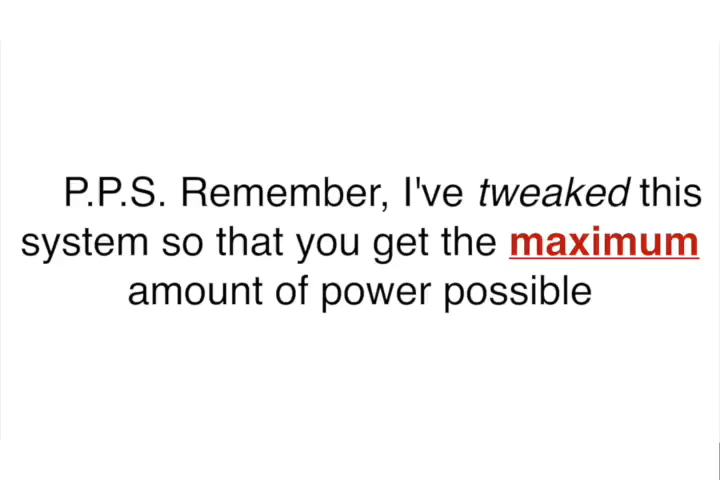 P.P.S. Remember, I've tweaked this
system so that you get the maximum
amount of power possible